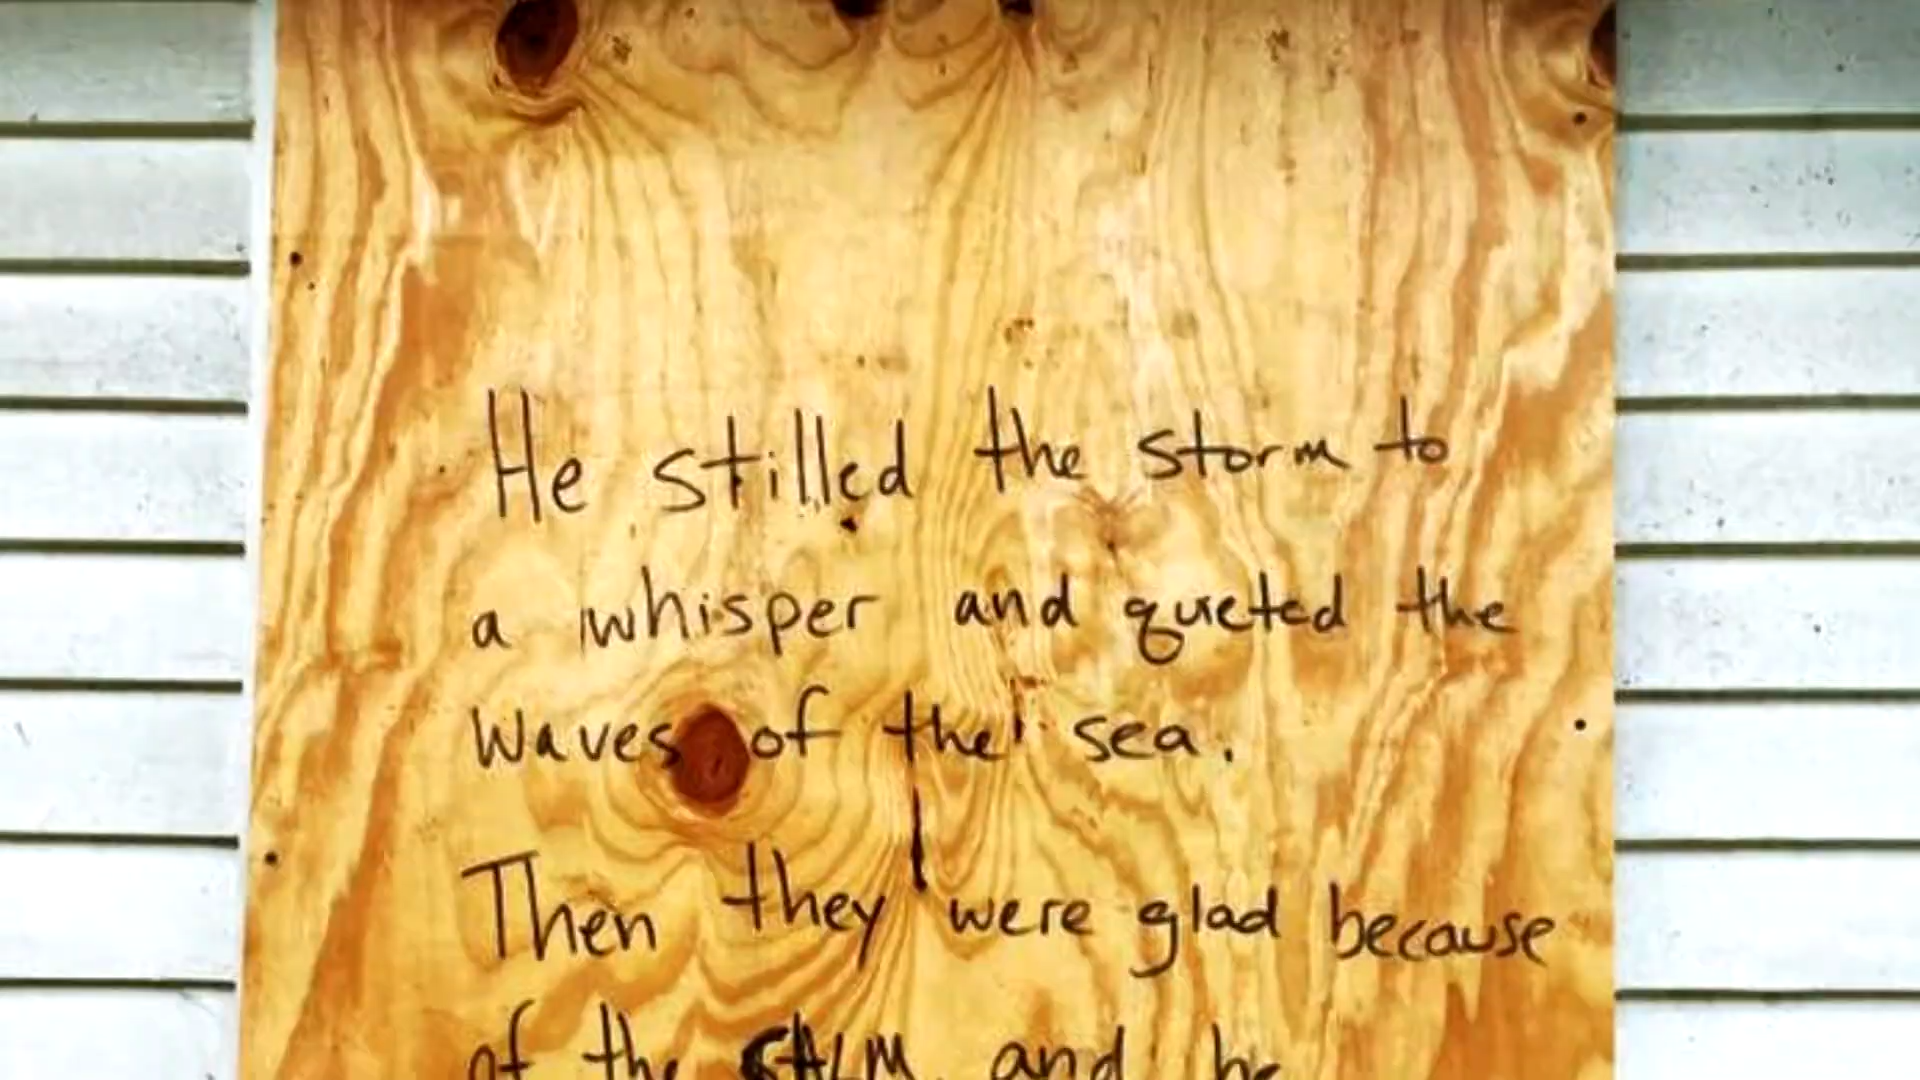 He stilled the storm to
a whisper and quieted the
waves of the sea.
Then they were glad because
of the CALM and he